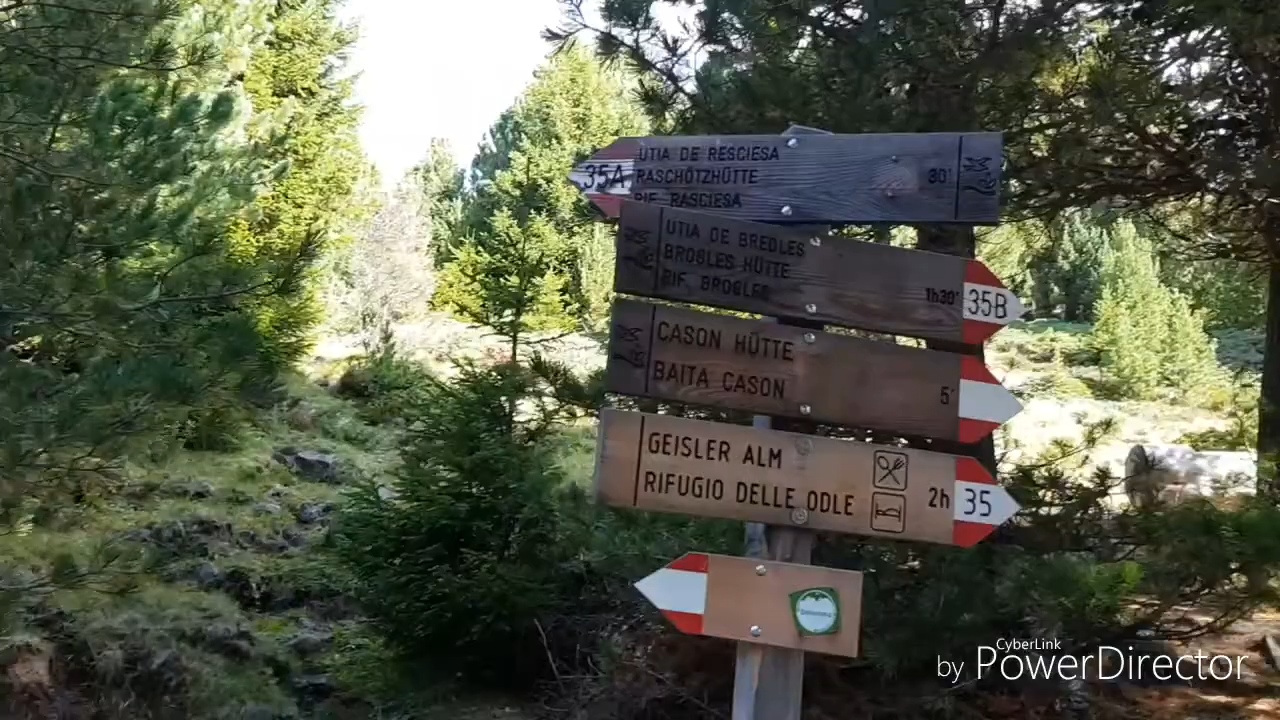 35A
UTIA DE RESCIESA
RASCHÖTZHÜTTE
RIF. RASCIESA
30'
UTIA DE BREDLES
BROGLES HÜTTE
RIF. BROGLES
1h30'
35B
CASON HÜTTE
BAITA CASON
5'
GEISLER ALM
RIFUGIO DELLE ODLE
2h
35
CyberLink
by PowerDirector